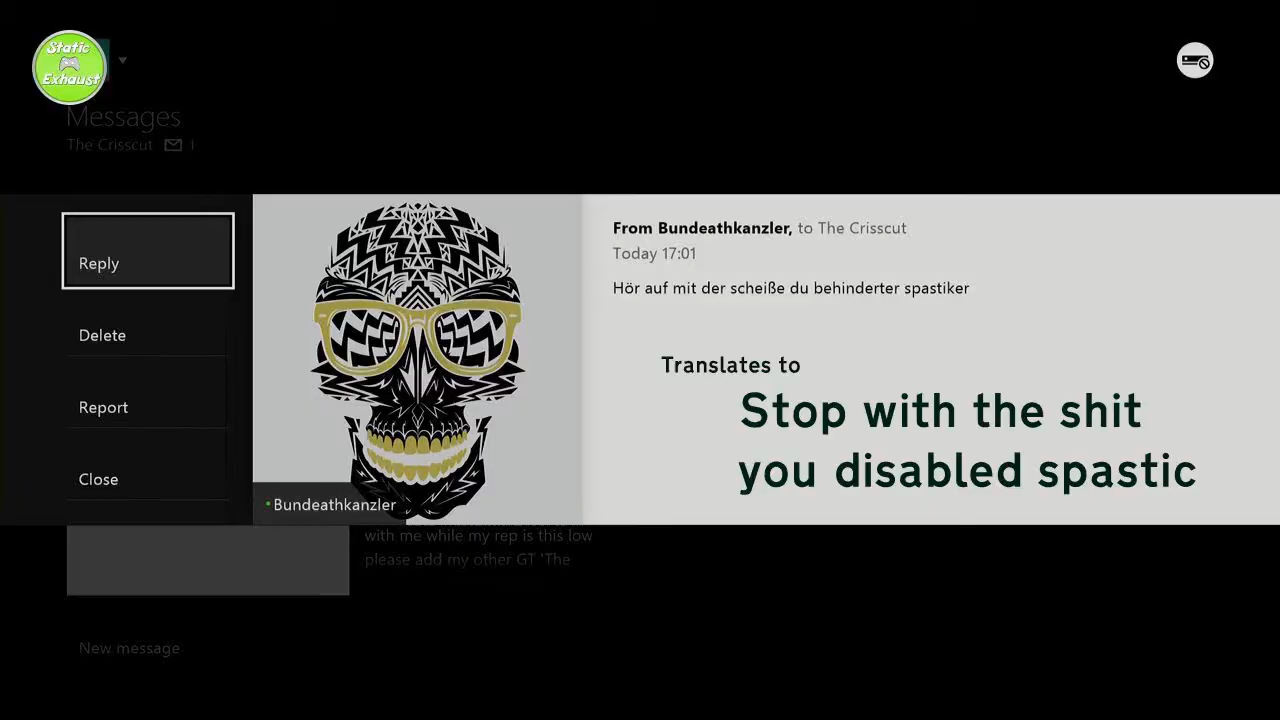 Static
Exhaust
Messages
The Crisscut 1
Reply
Delete
Report
Close
From Bundeathkanzler, to The Crisscut
Today 17:01
Hör auf mit der scheiße du behinderter spastiker
Translates to
Stop with the shit
you disabled spastic
Bundeathkanzler
with me while my rep is this low
please add my other GT 'The
New message